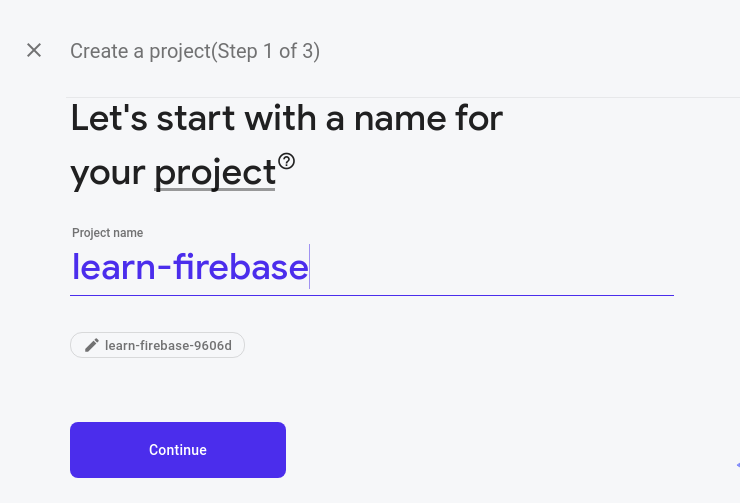 Create a project(Step 1 of 3)
Let's start with a name for
your project
Project name
learn-firebase
learn-firebase-9606d
Continue